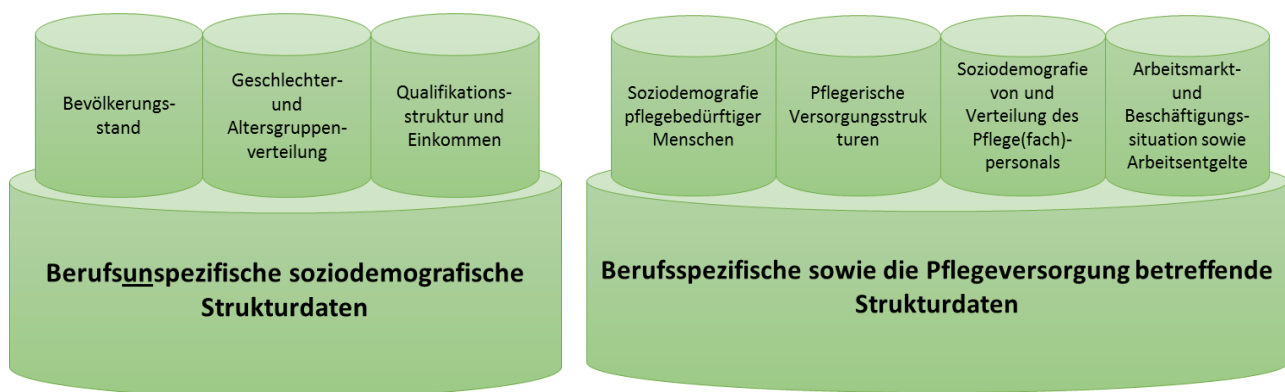 Bevölkerungs-
stand
Geschlechter-
und
Altersgruppen-
verteilung
Qualifikations-
struktur und
Einkommen
Berufsunspezifische soziodemografische
Strukturdaten
Soziodemografie
pflegebedürftiger
Menschen
Pflegerische
Versorgungsstruk
turen
Soziodemografie
von und
Verteilung des
Pflege(fach)-
personals
Arbeitsmarkt-
und
Beschäftigungs-
situation sowie
Arbeitsentgelte
Berufsspezifische sowie die Pflegeversorgung betreffende
Strukturdaten